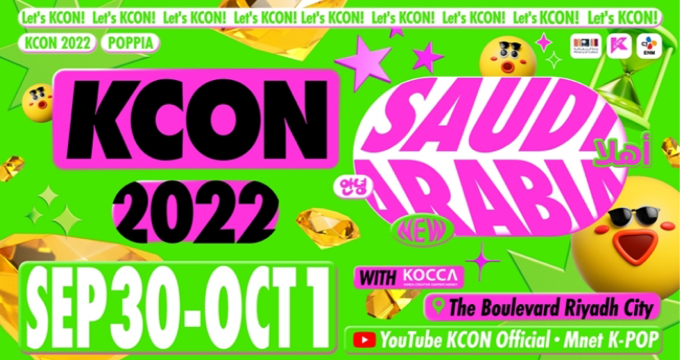 Let's KCON! Let's KCON! Let's KCON! Let's KCON! Let's KCON! Let's KCON! Let's KCON! Let's KCON! Let's KCON!
KCON 2022 POPPIA
KCON
2022
SAUDI
ARABIA
أهلا
안녕
NEW
SEP 30-OCT 1
WITH KOCCA
The Boulevard Riyadh City
YouTube KCON Official • Mnet K-POP
CJ ENM